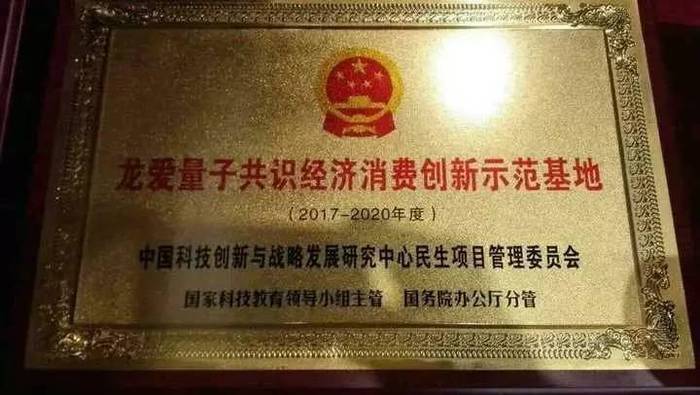 龙爱量子共识经济消费创新示范基地
(2017-2020年度)
中国科技创新与战略发展研究中心民生项目管理委员会
国家科技教育领导小组主管 国务院办公厅分管